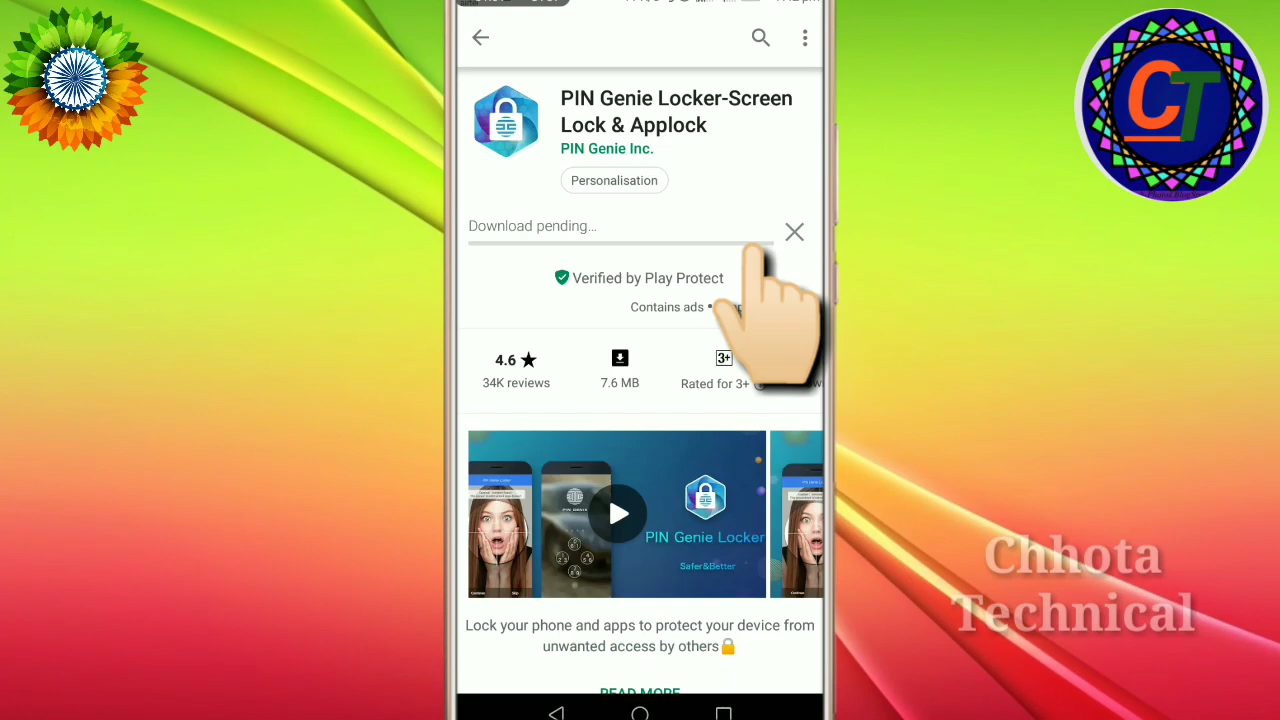 PIN Genie Locker-Screen
Lock & Applock
PIN Genie Inc.
Personalisation
Download pending...
Verified by Play Protect
Contains ads •
4.6 ★
34K reviews
7.6 MB
3+
Rated for 3+
PIN Genie Locker
Safer&Better
Lock your phone and apps to protect your device from
unwanted access by others🔒
READ MORE
CT
Chhota
Technical